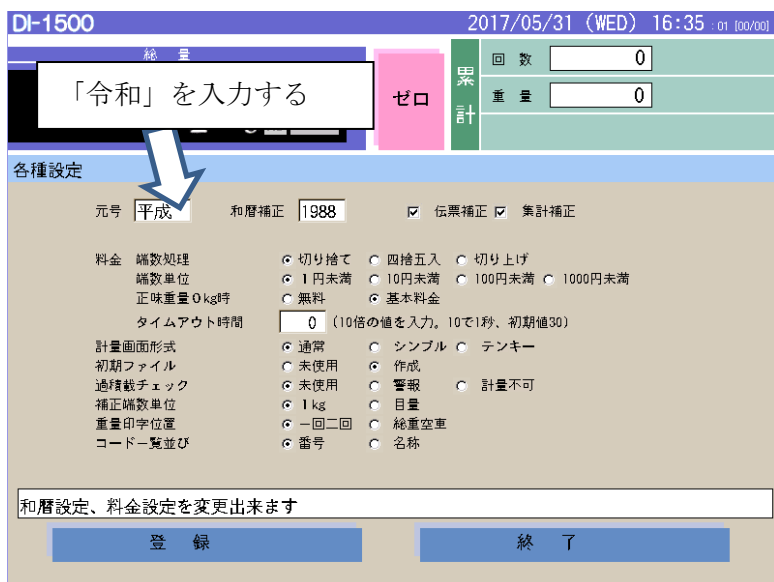 DI-1500 2017/05/31 (WED) 16:35 :01 [00/00]
総 量
「令和」を入力する
ゼロ
累計
回 数 0
重 量 0
各種設定
元号 平成 和暦補正 1988 伝票補正 集計補正
料金 端数処理 切り捨て 四捨五入 切り上げ
端数単位 1円未満 10円未満 100円未満 1000円未満
正味重量0kg時 無料 基本料金
タイムアウト時間 0 (10倍の値を入力。10で1秒、初期値30)
計量画面形式 通常 シンプル テンキー
初期ファイル 未使用 作成
過積載チェック 未使用 警報 計量不可
補正端数単位 1kg 目量
重量印字位置 一回二回 総重空車
コード一覧並び 番号 名称
和暦設定、料金設定を変更出来ます
登 録 終 了